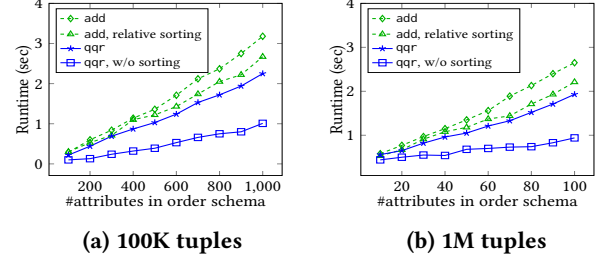 4
3
2
1
0
Runtime (sec)
add
add, relative sorting
qqr
qqr, w/o sorting
200 400 600 800 1,000
#attributes in order schema
(a) 100K tuples
4
3
2
1
Runtime (sec)
add
add, relative sorting
qqr
qqr, w/o sorting
20 40 60 80 100
#attributes in order schema
(b) 1M tuples